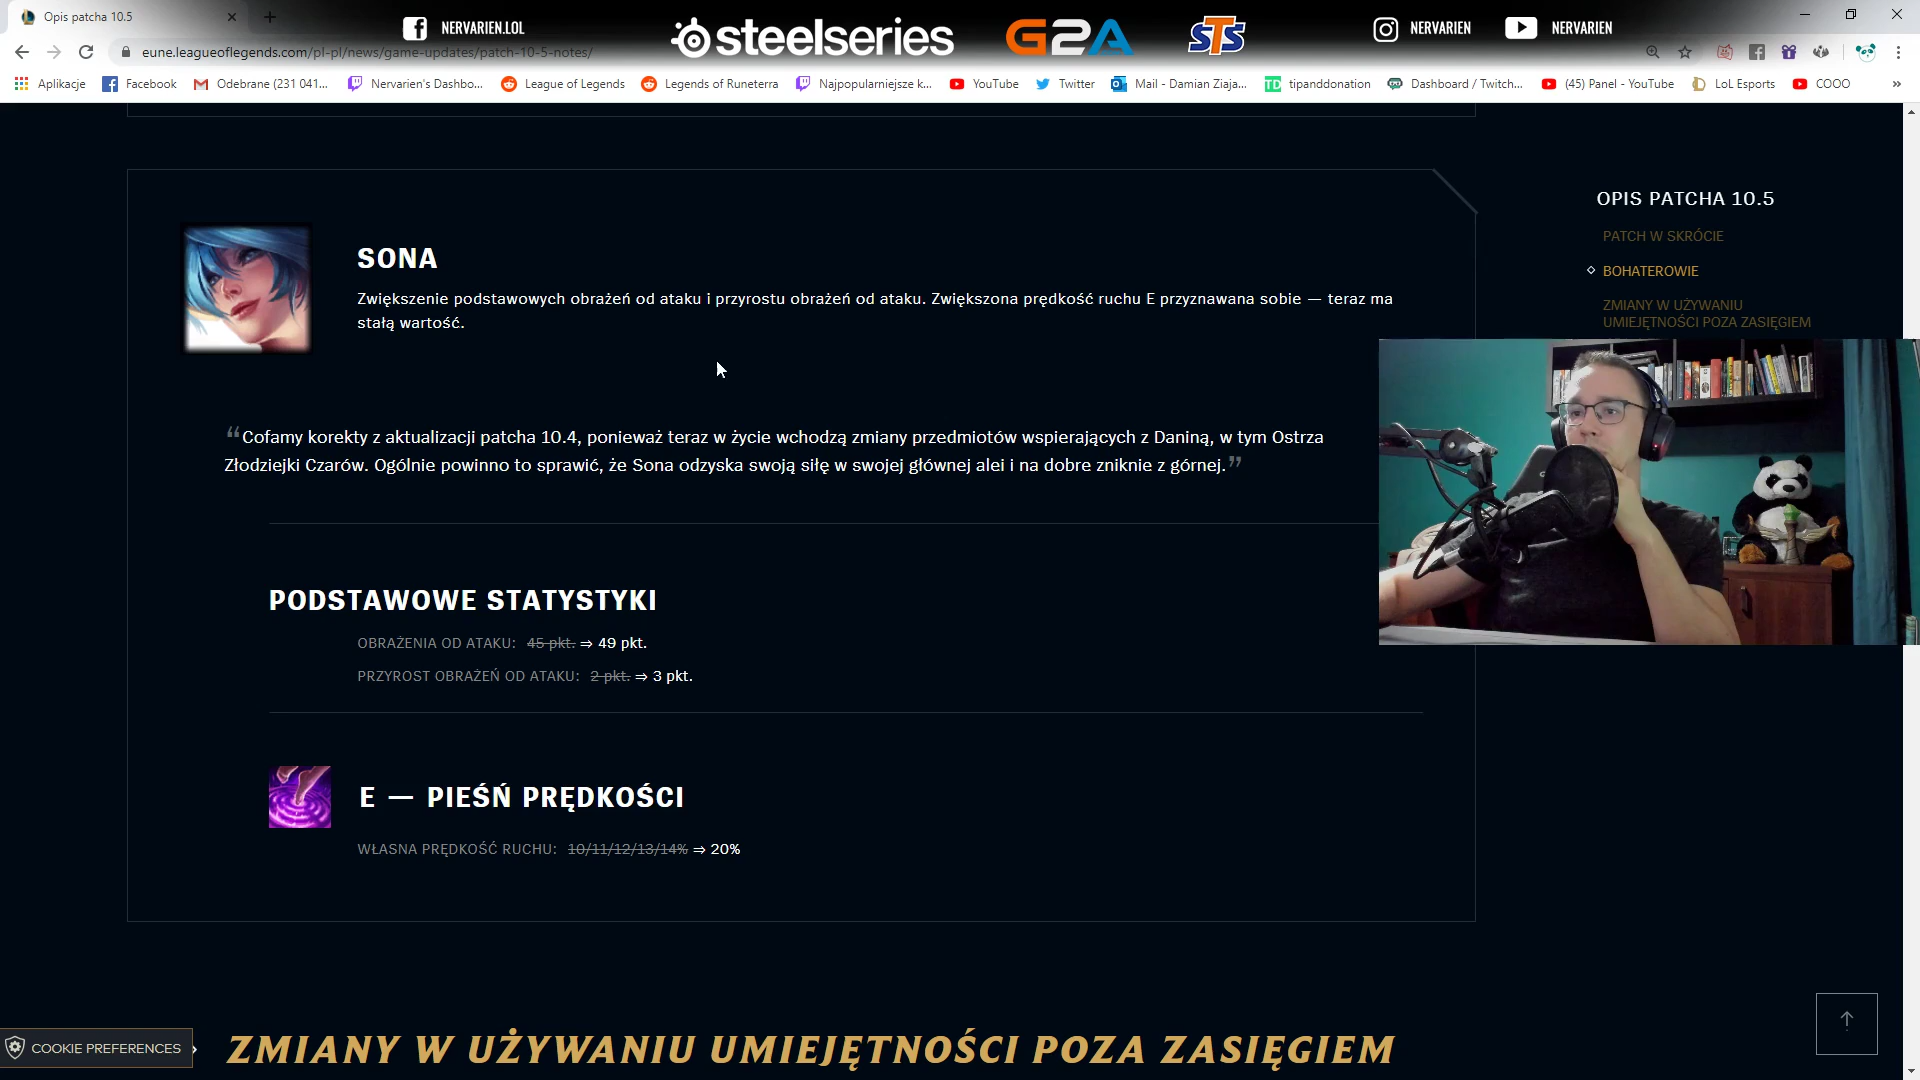 Opis patcha 10.5
NERVARIEN.LOL
steelseries
G2A
STS
NERVARIEN
NERVARIEN
eune.leagueoflegends.com/pl-pl/news/game-updates/patch-10-5-notes/
Aplikacje
Facebook
Odebrane (231 041...
Nervarien's Dashbo...
League of Legends
Legends of Runeterra
Najpopularniejsze k...
YouTube
Twitter
Mail - Damian Ziaja...
TD
tipanddonation
Dashboard / Twitch...
(45) Panel - YouTube
LoL Esports
COOO
»
SONA
Zwiększenie podstawowych obrażeń od ataku i przyrostu obrażeń od ataku. Zwiększona prędkość ruchu E przyznawana sobie — teraz ma
stałą wartość.
“Cofamy korekty z aktualizacji patcha 10.4, ponieważ teraz w życie wchodzą zmiany przedmiotów wspierających z Daniną, w tym Ostrza
Złodziejki Czarów. Ogólnie powinno to sprawić, że Sona odzyska swoją siłę w swojej głównej alei i na dobre zniknie z górnej.”
PODSTAWOWE STATYSTYKI
OBRAŻENIA OD ATAKU: 45 pkt. ⇒ 49 pkt.
PRZYROST OBRAŻEŃ OD ATAKU: 2 pkt. ⇒ 3 pkt.
E — PIEŚŃ PRĘDKOŚCI
WŁASNA PRĘDKOŚĆ RUCHU: 10/11/12/13/14% ⇒ 20%
ZMIANY W UŻYWANIU UMIEJĘTNOŚCI POZA ZASIĘGIEM
COOKIE PREFERENCES
OPIS PATCHA 10.5
PATCH W SKRÓCIE
BOHATEROWIE
ZMIANY W UŻYWANIU
UMIEJĘTNOŚCI POZA ZASIĘGIEM